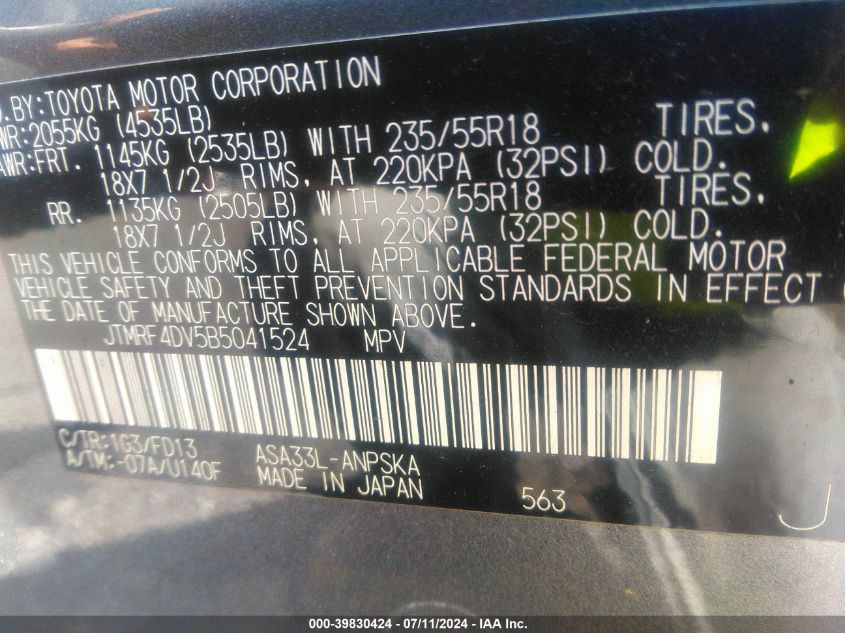 BY:TOYOTA MOTOR CORPORATION
2055KG (4535LB)
FRT. 1145KG (2535LB) WITH 235/55R18 TIRES.
18X7 1/2J RIMS, AT 220KPA (32PSI) COLD.
RR. 1135KG (2505LB) WITH 235/55R18 TIRES.
18X7 1/2J RIMS, AT 220KPA (32PSI) COLD.
THIS VEHICLE CONFORMS TO ALL APPLICABLE FEDERAL MOTOR
VEHICLE SAFETY AND THEFT PREVENTION STANDARDS IN EFFECT
THE DATE OF MANUFACTURE SHOWN ABOVE.
JTMRF4DV5B5041524 MPV
C/TR:1G3/FD13
A/TM:-07A/U140F
ASA33L-ANPSKA
MADE IN JAPAN
563
000-39830424 - 07/11/2024 - IAA Inc.